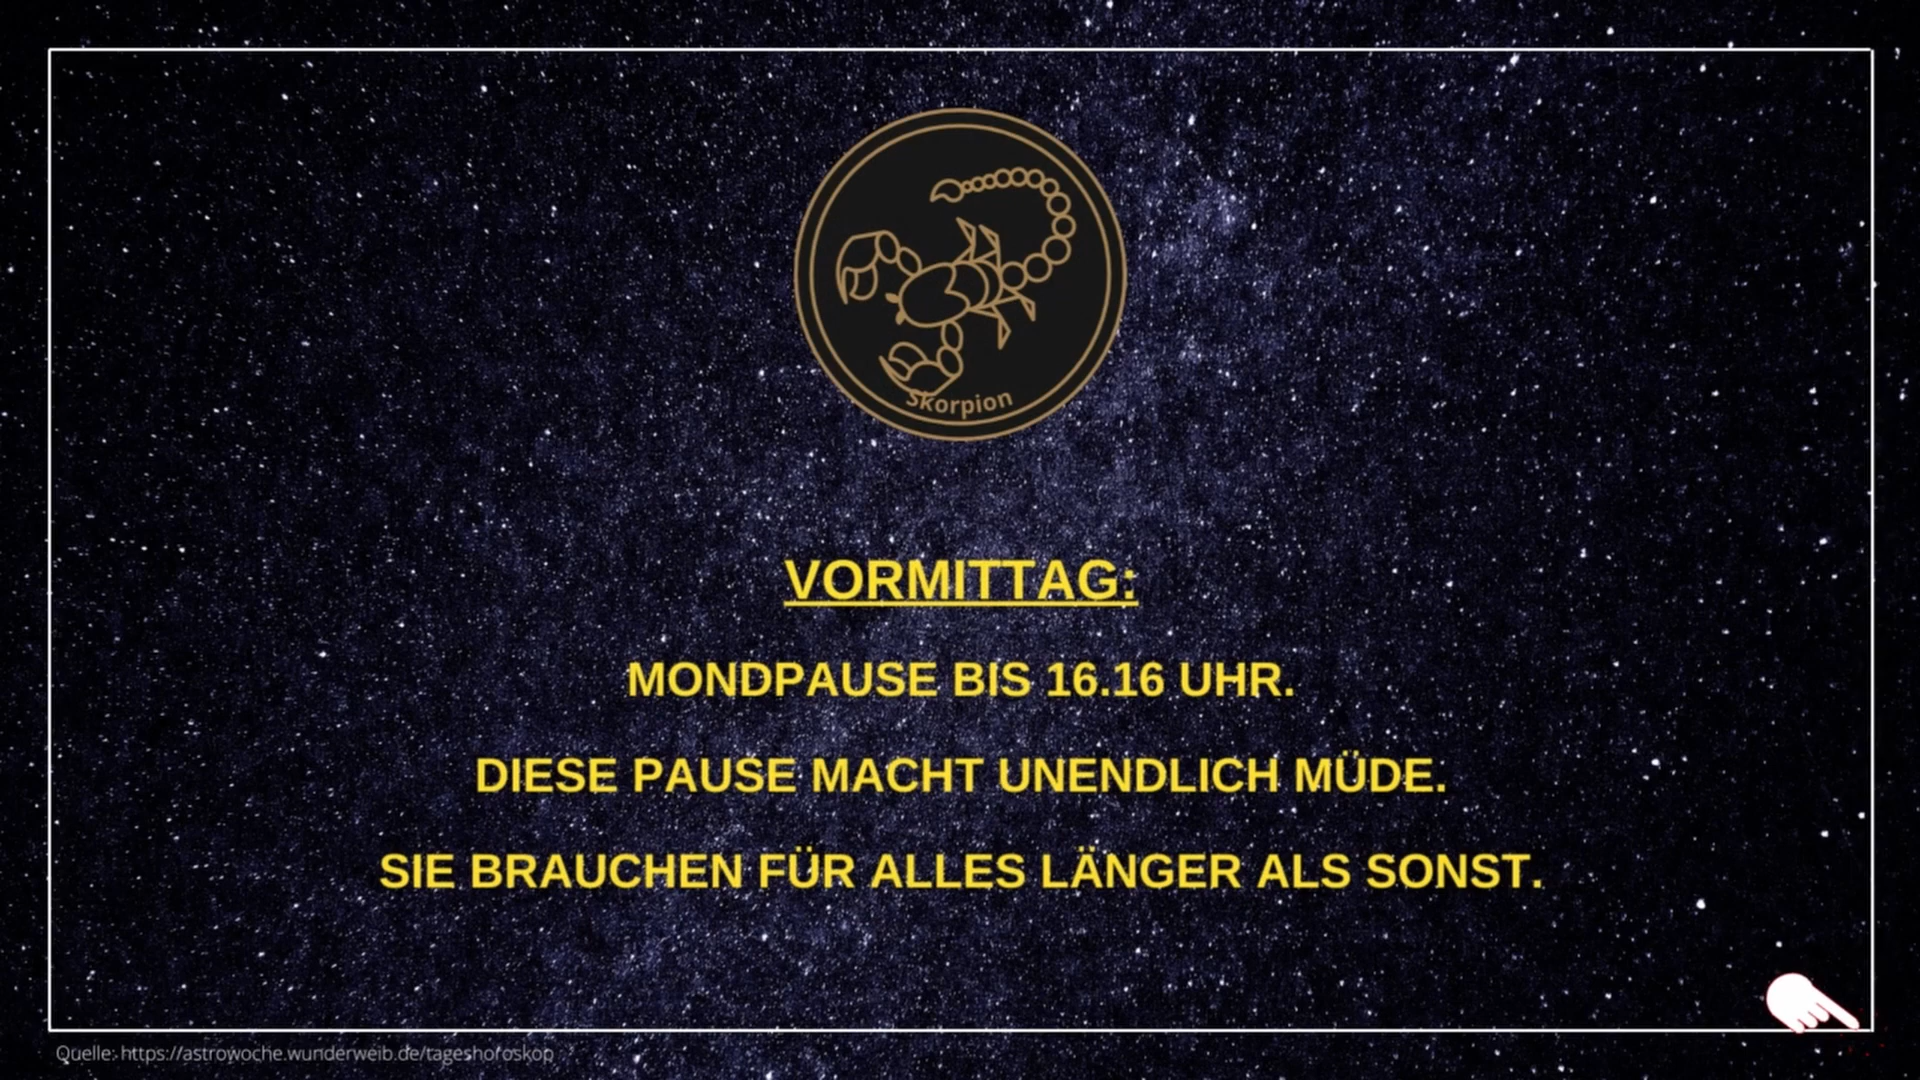 Skorpion
VORMITTAG:
MONDPAUSE BIS 16.16 UHR.
DIESE PAUSE MACHT UNENDLICH MÜDE.
SIE BRAUCHEN FÜR ALLES LÄNGER ALS SONST.
Quelle: https://astrowoche.wunderweib.de/tageshoroskop